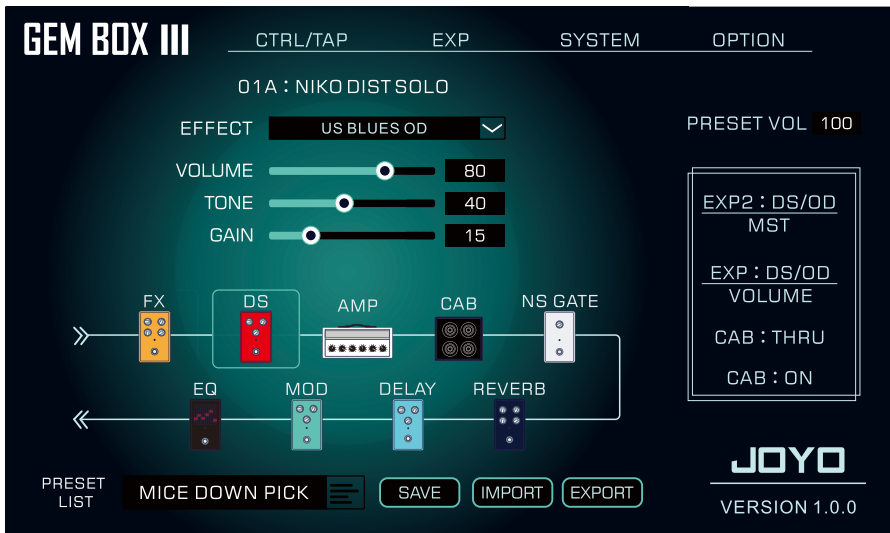 GEM BOX III
CTRL/TAP EXP SYSTEM OPTION
01A : NIKO DIST SOLO
EFFECT US BLUES OD
PRESET VOL 100
VOLUME 80
TONE 40
GAIN 15
EXP2 : DS/OD
MST
EXP : DS/OD
VOLUME
CAB : THRU
CAB : ON
FX DS AMP CAB NS GATE
EQ MOD DELAY REVERB
PRESET LIST
MICE DOWN PICK
SAVE IMPORT EXPORT
JOYO
VERSION 1.0.0